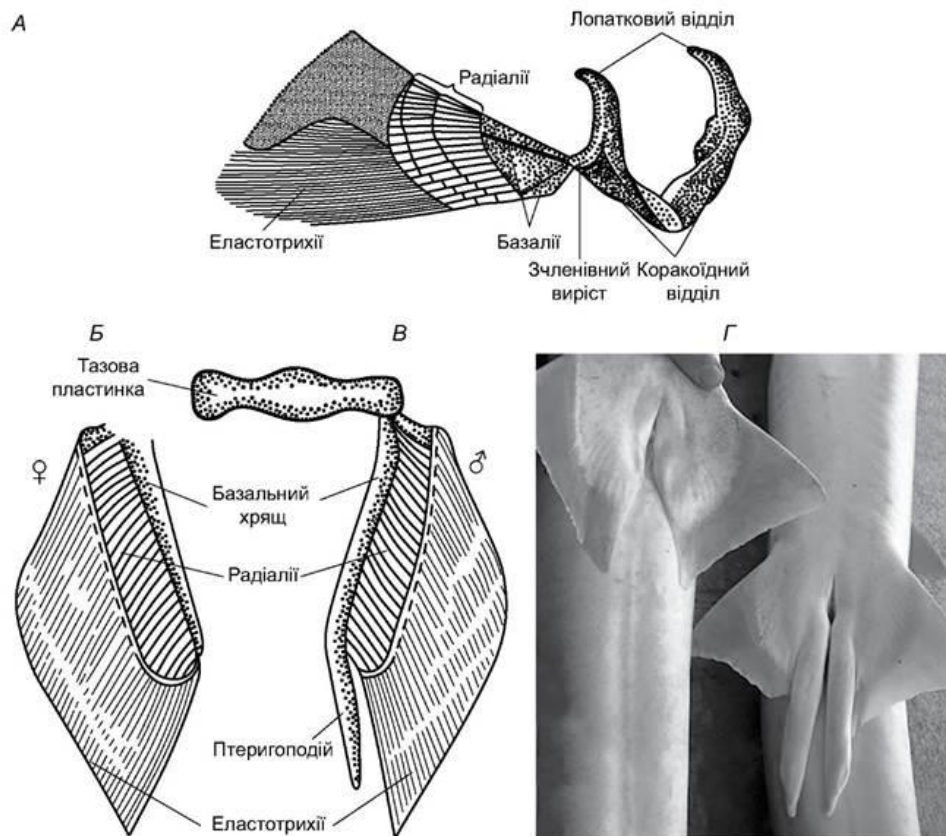 А
Лопатковий відділ
Радіалії
Еластотрихії
Базалії
Зчленівний
виріст
Коракоїдний
відділ
Б
В
Г
Тазова
пластинка
♀
♂
Базальний
хрящ
Радіалії
Птеригоподій
Еластотрихії